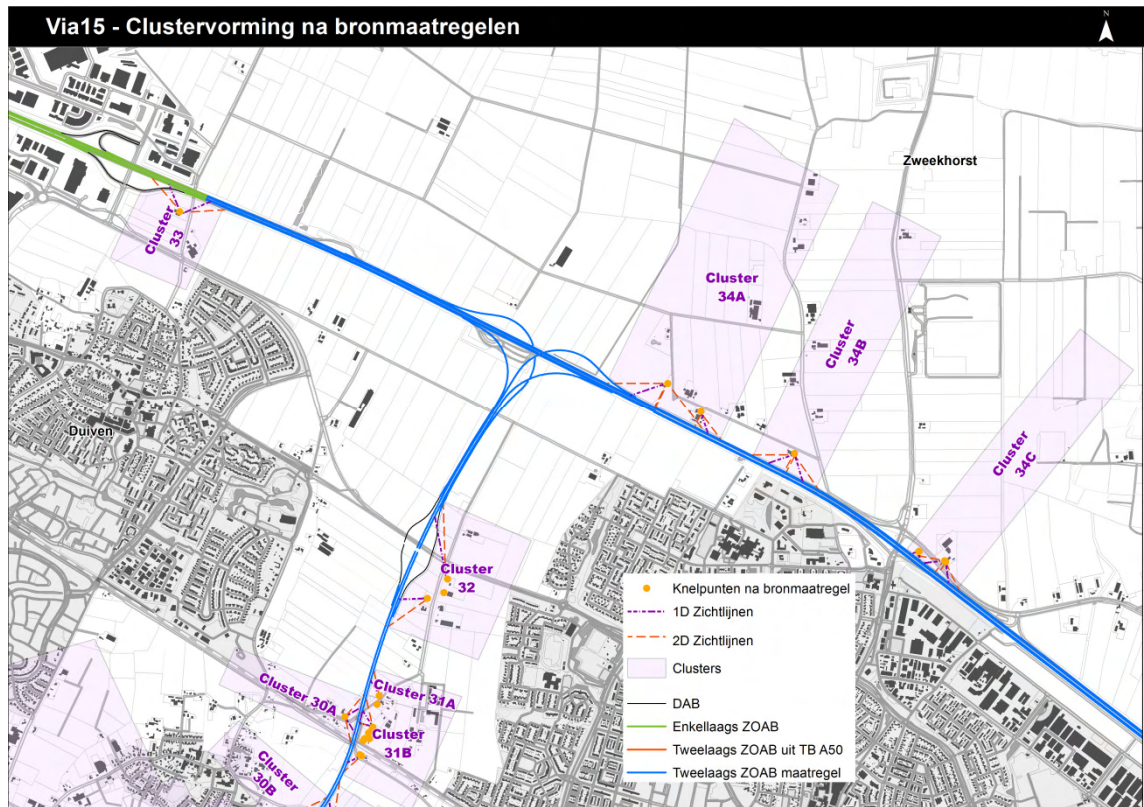 Via15 - Clustervorming na bronmaatregelen
N
Zweekhorst
Cluster
33
Cluster
34A
Cluster
34B
Cluster
34C
Duiven
Cluster
32
Cluster 30A
Cluster 31A
Cluster
31B
Cluster
30B
Knelpunten na bronmaatregel
1D Zichtlijnen
2D Zichtlijnen
Clusters
DAB
Enkellaags ZOAB
Tweelaags ZOAB uit TB A50
Tweelaags ZOAB maatregel